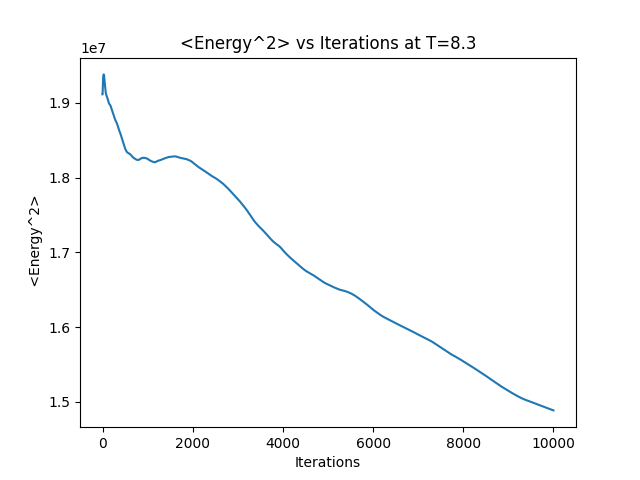 <Energy^2> vs Iterations at T=8.3
1e7
1.9
1.8
1.7
1.6
1.5
<Energy^2>
0 2000 4000 6000 8000 10000
Iterations